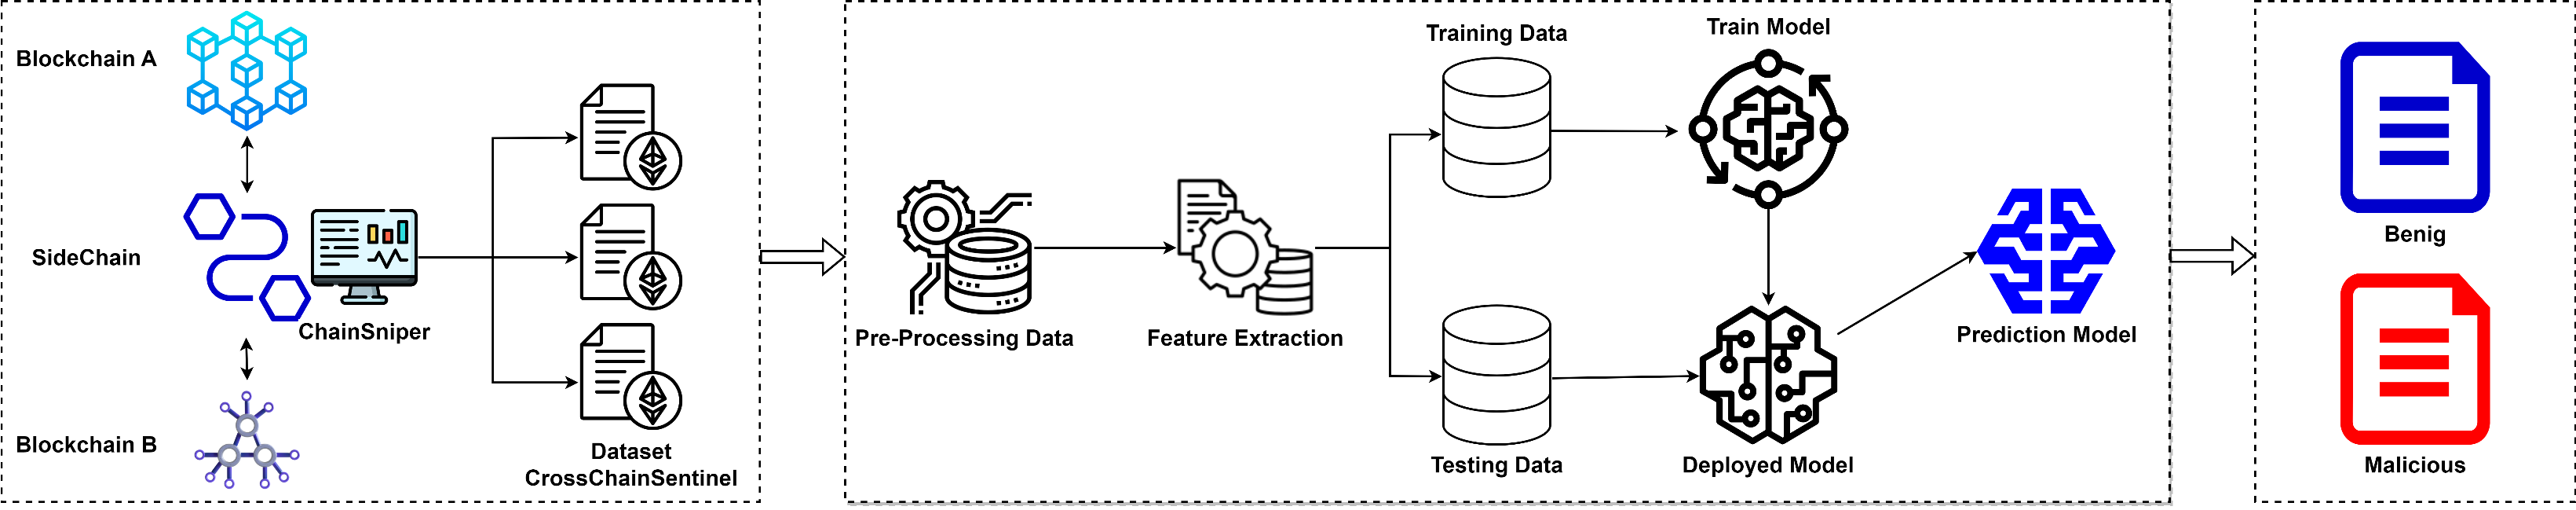 Blockchain A
SideChain
ChainSniper
Blockchain B
Dataset
CrossChainSentinel
Pre-Processing Data
Feature Extraction
Training Data
Testing Data
Train Model
Deployed Model
Prediction Model
Benig
Malicious